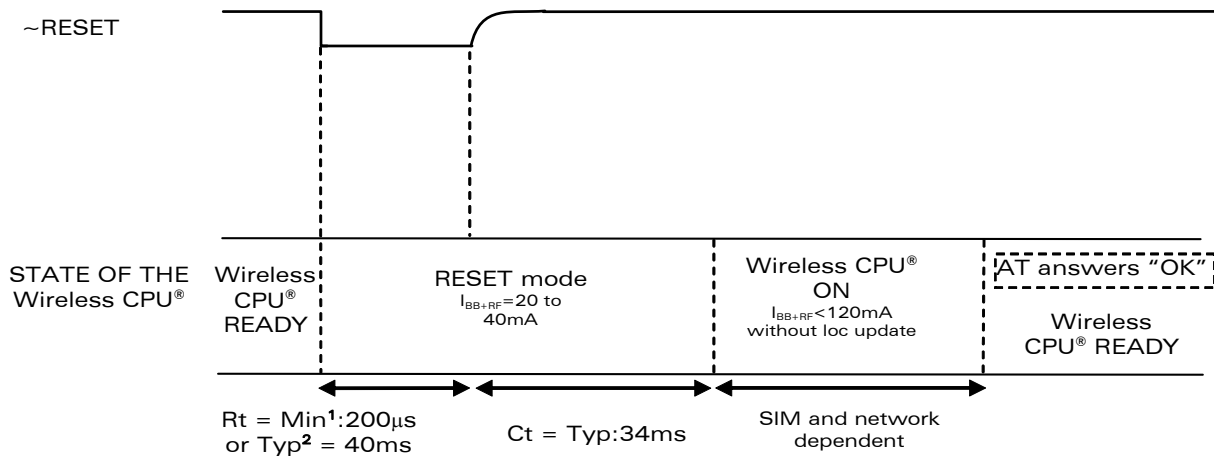 ~RESET
STATE OF THE
Wireless CPU®
Wireless
CPU®
READY
RESET mode
I_BB+RF=20 to
40mA
Wireless CPU®
ON
I_BB+RF<120mA
without loc update
AT answers “OK”
Wireless
CPU® READY
Rt = Min¹:200μs
or Typ² = 40ms
Ct = Typ:34ms
SIM and network
dependent